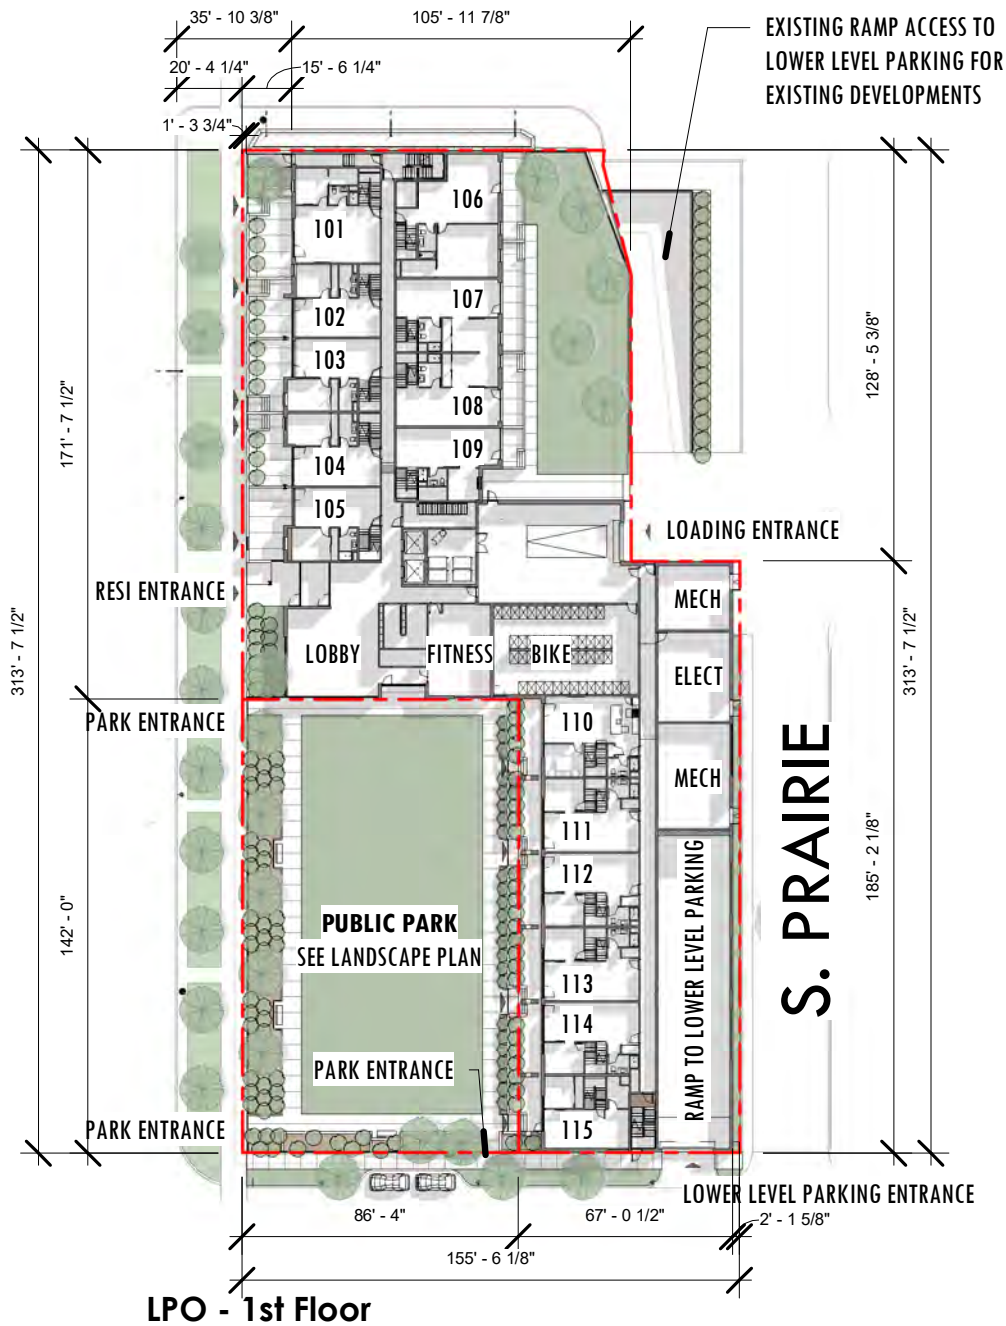 35' - 10 3/8"
105' - 11 7/8"
EXISTING RAMP ACCESS TO
LOWER LEVEL PARKING FOR
EXISTING DEVELOPMENTS
20' - 4 1/4"
15' - 6 1/4"
1' - 3 3/4"
101
106
102
107
103
108
104
109
105
171' - 7 1/2"
128' - 5 3/8"
313' - 7 1/2"
313' - 7 1/2"
LOADING ENTRANCE
RESI ENTRANCE
MECH
LOBBY
FITNESS
BIKE
ELECT
PARK ENTRANCE
110
MECH
111
112
113
114
115
S. PRAIRIE
185' - 2 1/8"
142' - 0"
PUBLIC PARK
SEE LANDSCAPE PLAN
RAMP TO LOWER LEVEL PARKING
PARK ENTRANCE
PARK ENTRANCE
LOWER LEVEL PARKING ENTRANCE
86' - 4"
67' - 0 1/2"
2' - 1 5/8"
155' - 6 1/8"
LPO - 1st Floor